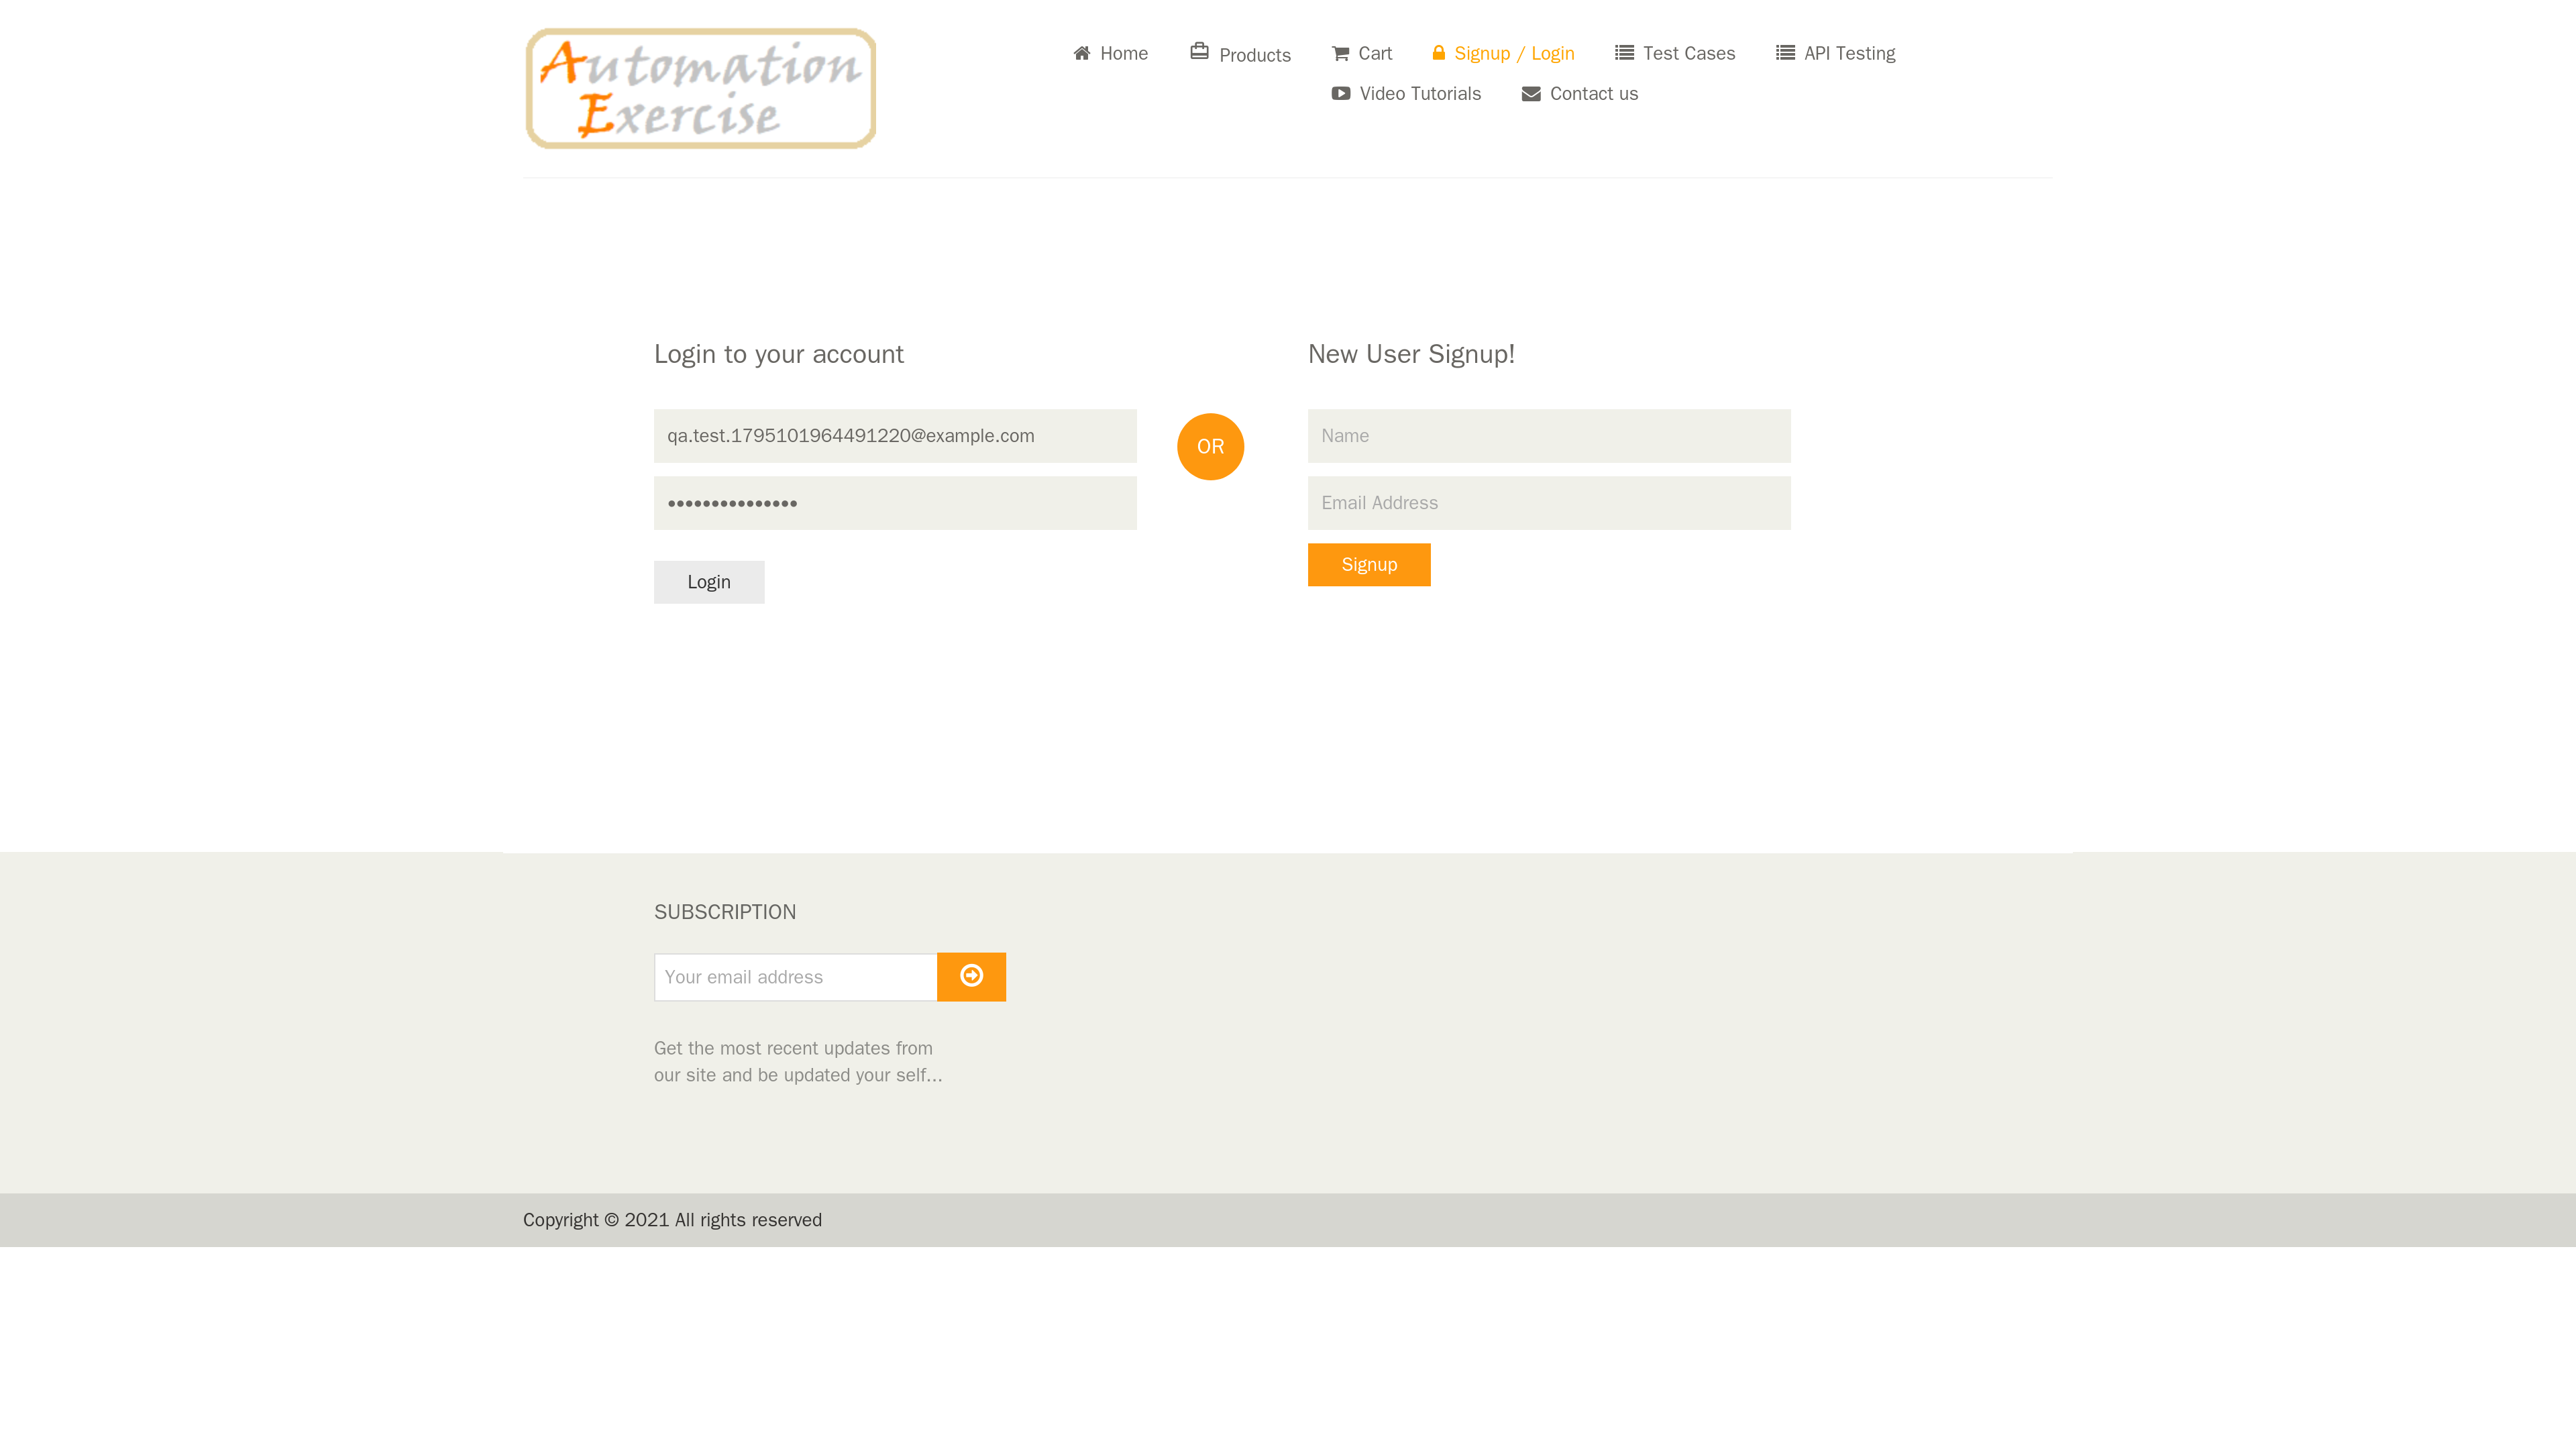 Automation
Exercise
Home
Products
Cart
Signup / Login
Test Cases
API Testing
Video Tutorials
Contact us
Login to your account
New User Signup!
qa.test.1795101964491220@example.com
•••••••••••••••
Login
OR
Name
Email Address
Signup
SUBSCRIPTION
Your email address
Get the most recent updates from
our site and be updated your self...
Copyright © 2021 All rights reserved